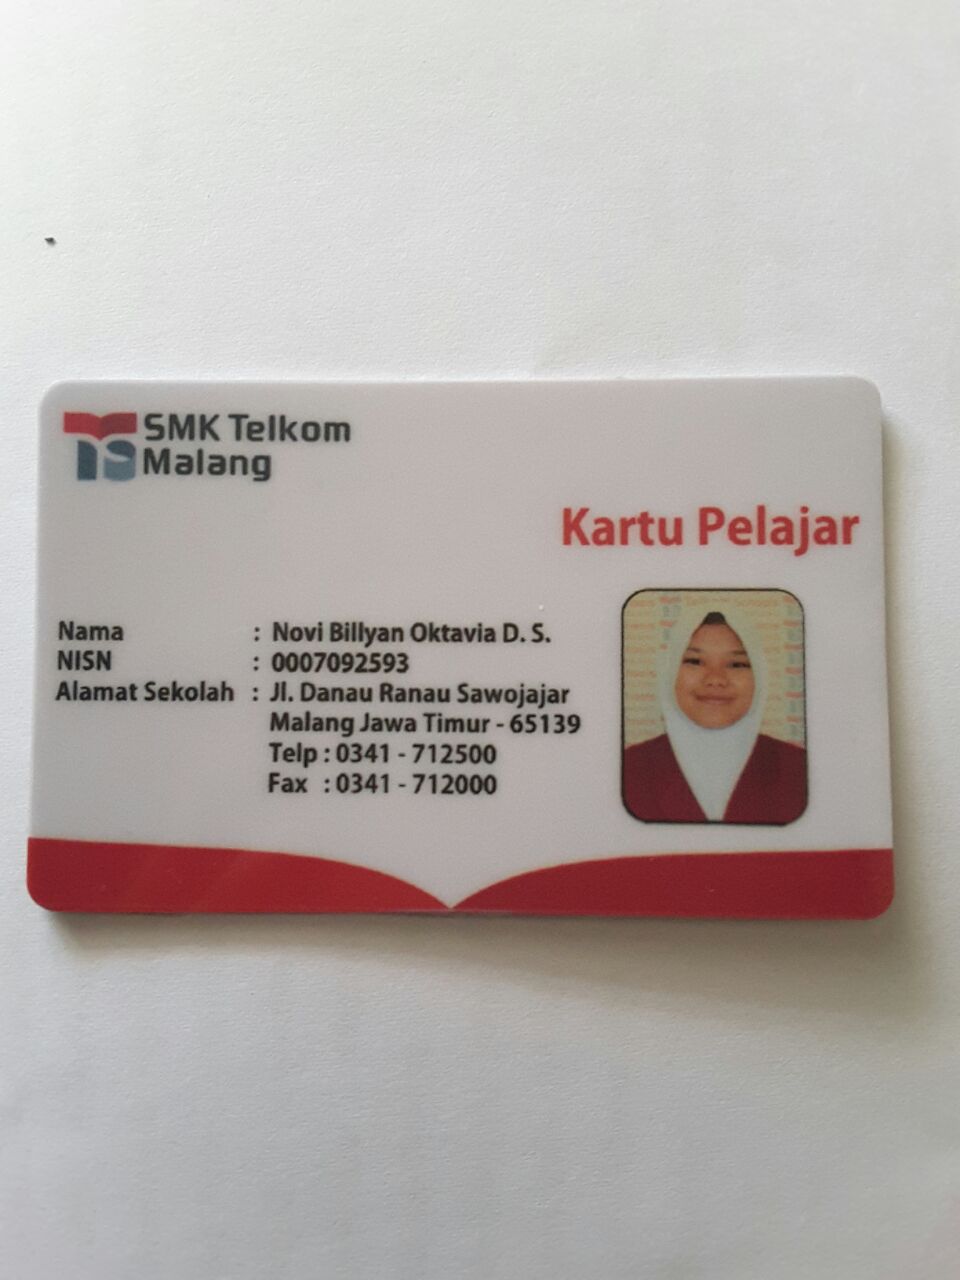 SMK Telkom
Malang
Kartu Pelajar
Nama : Novi Billyan Oktavia D. S.
NISN : 0007092593
Alamat Sekolah : Jl. Danau Ranau Sawojajar
Malang Jawa Timur - 65139
Telp : 0341 - 712500
Fax : 0341 - 712000